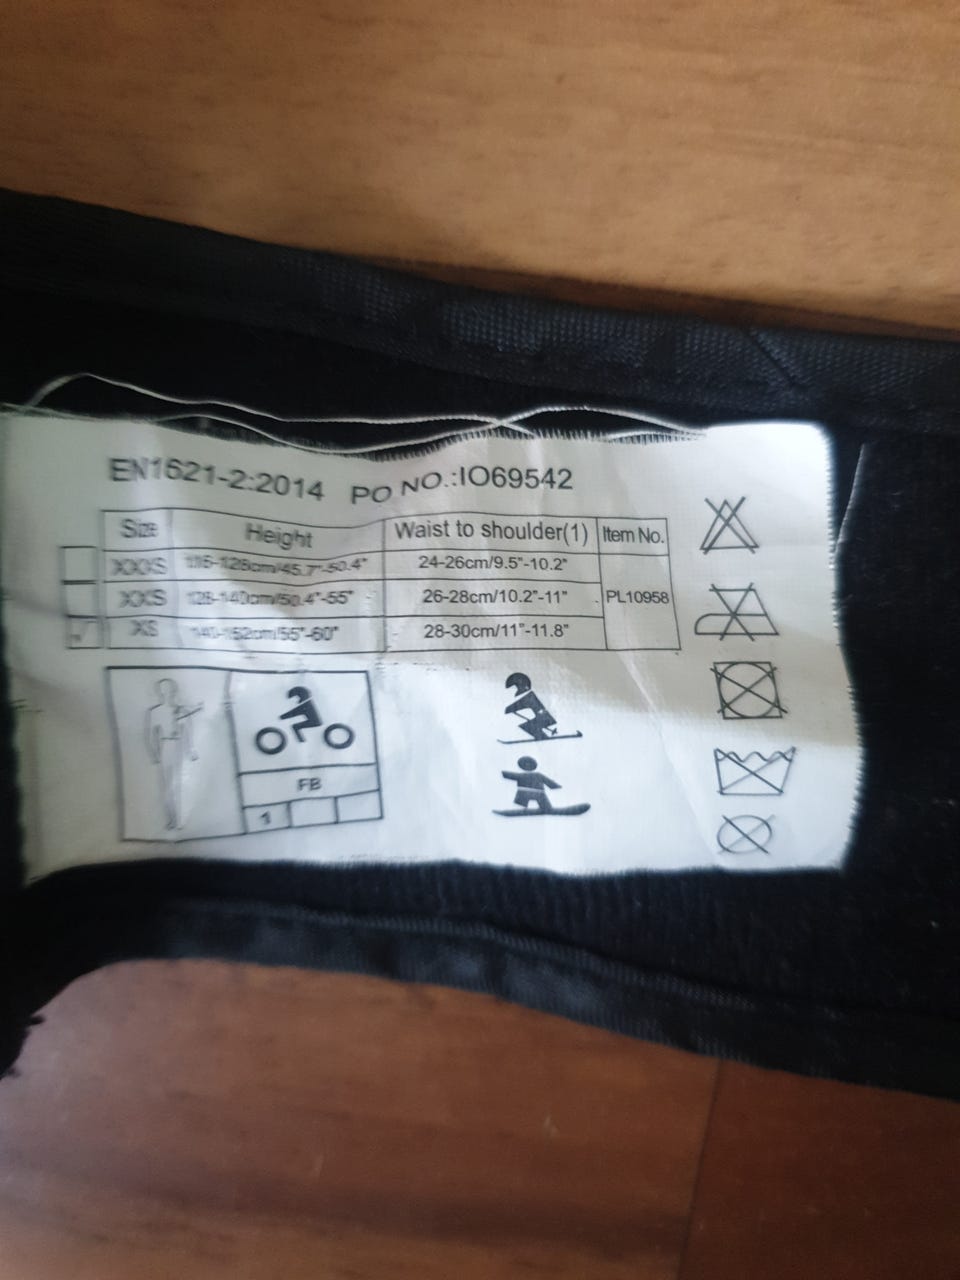 EN1621-2:2014 PO NO.:IO69542
Size Height Waist to shoulder(1) Item No.
XXXS 116-128cm/45.7"-50.4" 24-26cm/9.5"-10.2"
XXS 128-140cm/50.4"-55" 26-28cm/10.2"-11" PL10958
XS 140-152cm/55"-60" 28-30cm/11"-11.8"
FB
1